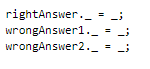 rightAnswer._ = _;
wrongAnswer1._ = _;
wrongAnswer2._ = _;